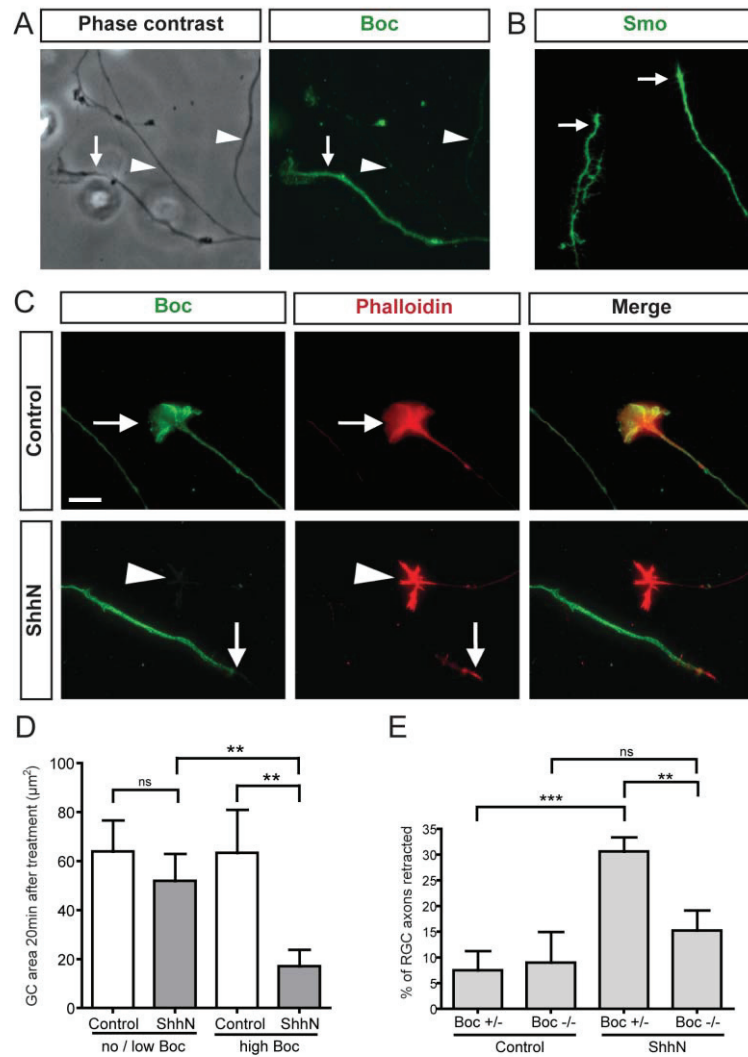 A
Phase contrast
Boc
B
Smo
C
Boc
Phalloidin
Merge
Control
ShhN
D
GC area 20min after treatment (µm²)
100
80
60
40
20
0
ns
**
**
Control ShhN Control ShhN
no / low Boc high Boc
E
% of RGC axons retracted
35
30
25
20
15
10
5
0
ns
***
**
Boc +/- Boc -/- Boc +/- Boc -/-
Control ShhN